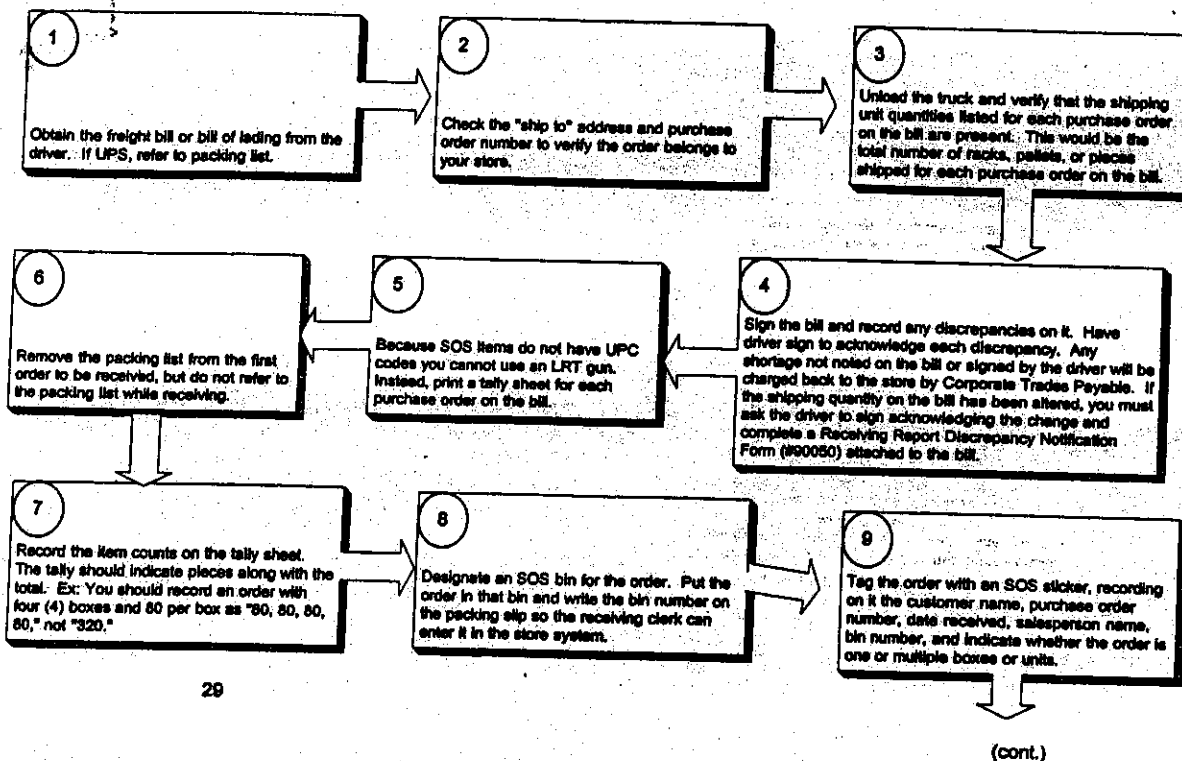 1
Obtain the freight bill or bill of lading from the
driver. If UPS, refer to packing list.
2
Check the "ship to" address and purchase
order number to verify the order belongs to
your store.
3
Unload the truck and verify that the shipping
unit quantities listed for each purchase order
on the bill are present. This would be the
total number of racks, pallets, or pieces
shipped for each purchase order on the bill.
4
Sign the bill and record any discrepancies on it. Have
driver sign to acknowledge each discrepancy. Any
shortage not noted on the bill or signed by the driver will be
charged back to the store by Corporate Trades Payable. If
the shipping quantity on the bill has been altered, you must
ask the driver to sign acknowledging the change and
complete a Receiving Report Discrepancy Notification
Form (#90050) attached to the bill.
5
Because SOS items do not have UPC
codes you cannot use an LRT gun.
Instead, print a tally sheet for each
purchase order on the bill.
6
Remove the packing list from the first
order to be received, but do not refer to
the packing list while receiving.
7
Record the item counts on the tally sheet.
The tally should indicate pieces along with the
total. Ex: You should record an order with
four (4) boxes and 80 per box as "80, 80, 80,
80," not "320."
8
Designate an SOS bin for the order. Put the
order in that bin and write the bin number on
the packing slip so the receiving clerk can
enter it in the store system.
9
Tag the order with an SOS sticker, recording
on it the customer name, purchase order
number, date received, salesperson name,
bin number, and indicate whether the order is
one or multiple boxes or units.
29
(cont.)